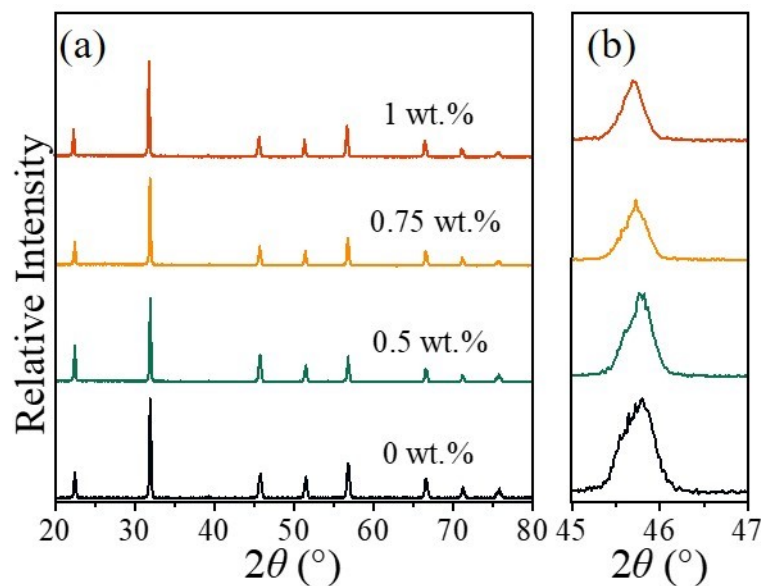 (a)
(b)
1 wt.%
0.75 wt.%
0.5 wt.%
0 wt.%
Relative Intensity
20 30 40 50 60 70 80
45 46 47
2θ (°)
2θ (°)